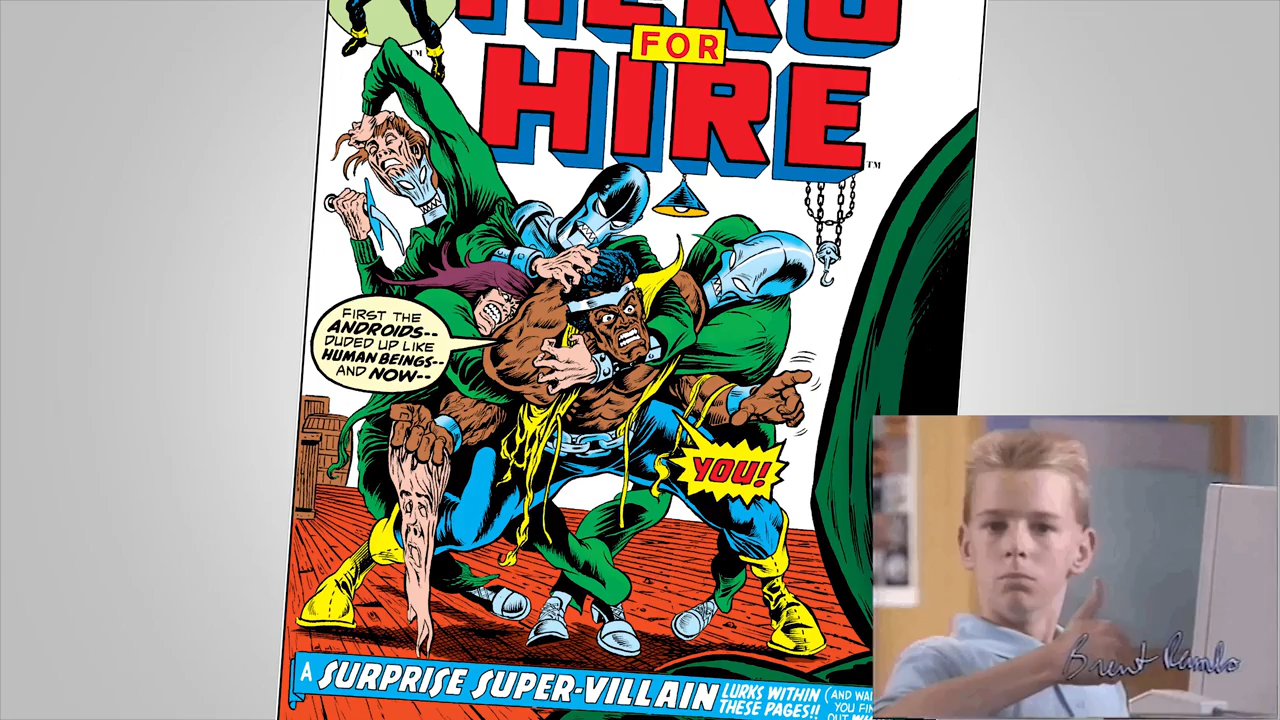 HERO
FOR
HIRE
TM
TM
FIRST THE
ANDROIDS--
DUDED UP LIKE
HUMAN BEINGS--
AND NOW--
YOU!
Brent Rambo
A SURPRISE SUPER-VILLAIN LURKS WITHIN
THESE PAGES!!
(AND WA
YOU FIN
OUT W